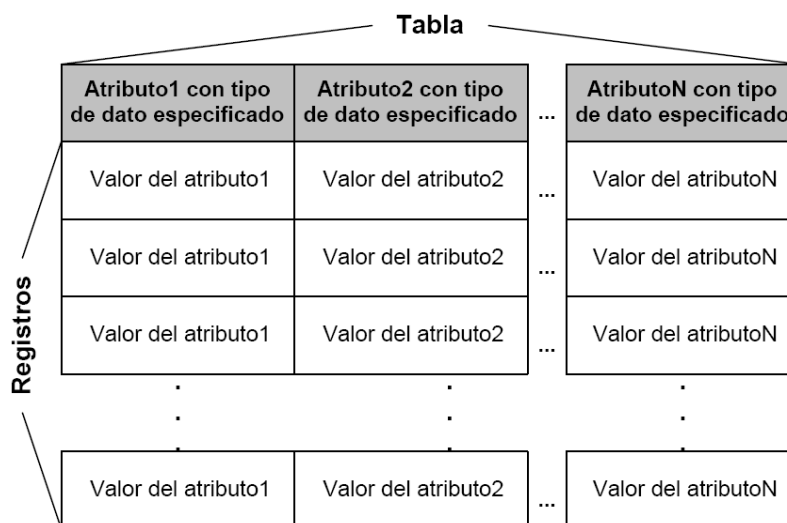 Tabla
Atributo1 con tipo de dato especificado
Atributo2 con tipo de dato especificado
...
AtributoN con tipo de dato especificado
Registros
Valor del atributo1
Valor del atributo2
...
Valor del atributoN
Valor del atributo1
Valor del atributo2
...
Valor del atributoN
Valor del atributo1
Valor del atributo2
...
Valor del atributoN
. . .
. . .
. . .
Valor del atributo1
Valor del atributo2
...
Valor del atributoN